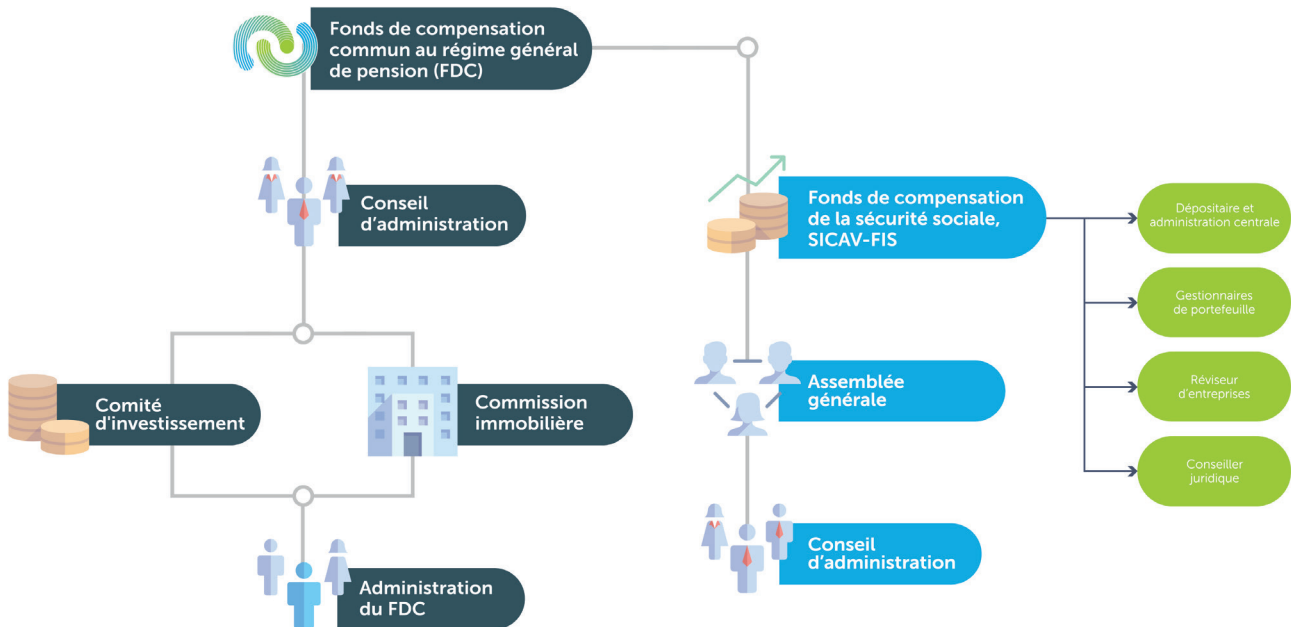 Fonds de compensation
commun au régime général
de pension (FDC)
Conseil
d’administration
Comité
d'investissement
Commission
immobilière
Administration
du FDC
Fonds de compensation
de la sécurité sociale,
SICAV-FIS
Assemblée
générale
Conseil
d’administration
Dépositaire et
administration centrale
Gestionnaires
de portefeuille
Réviseur
d’entreprises
Conseiller
juridique